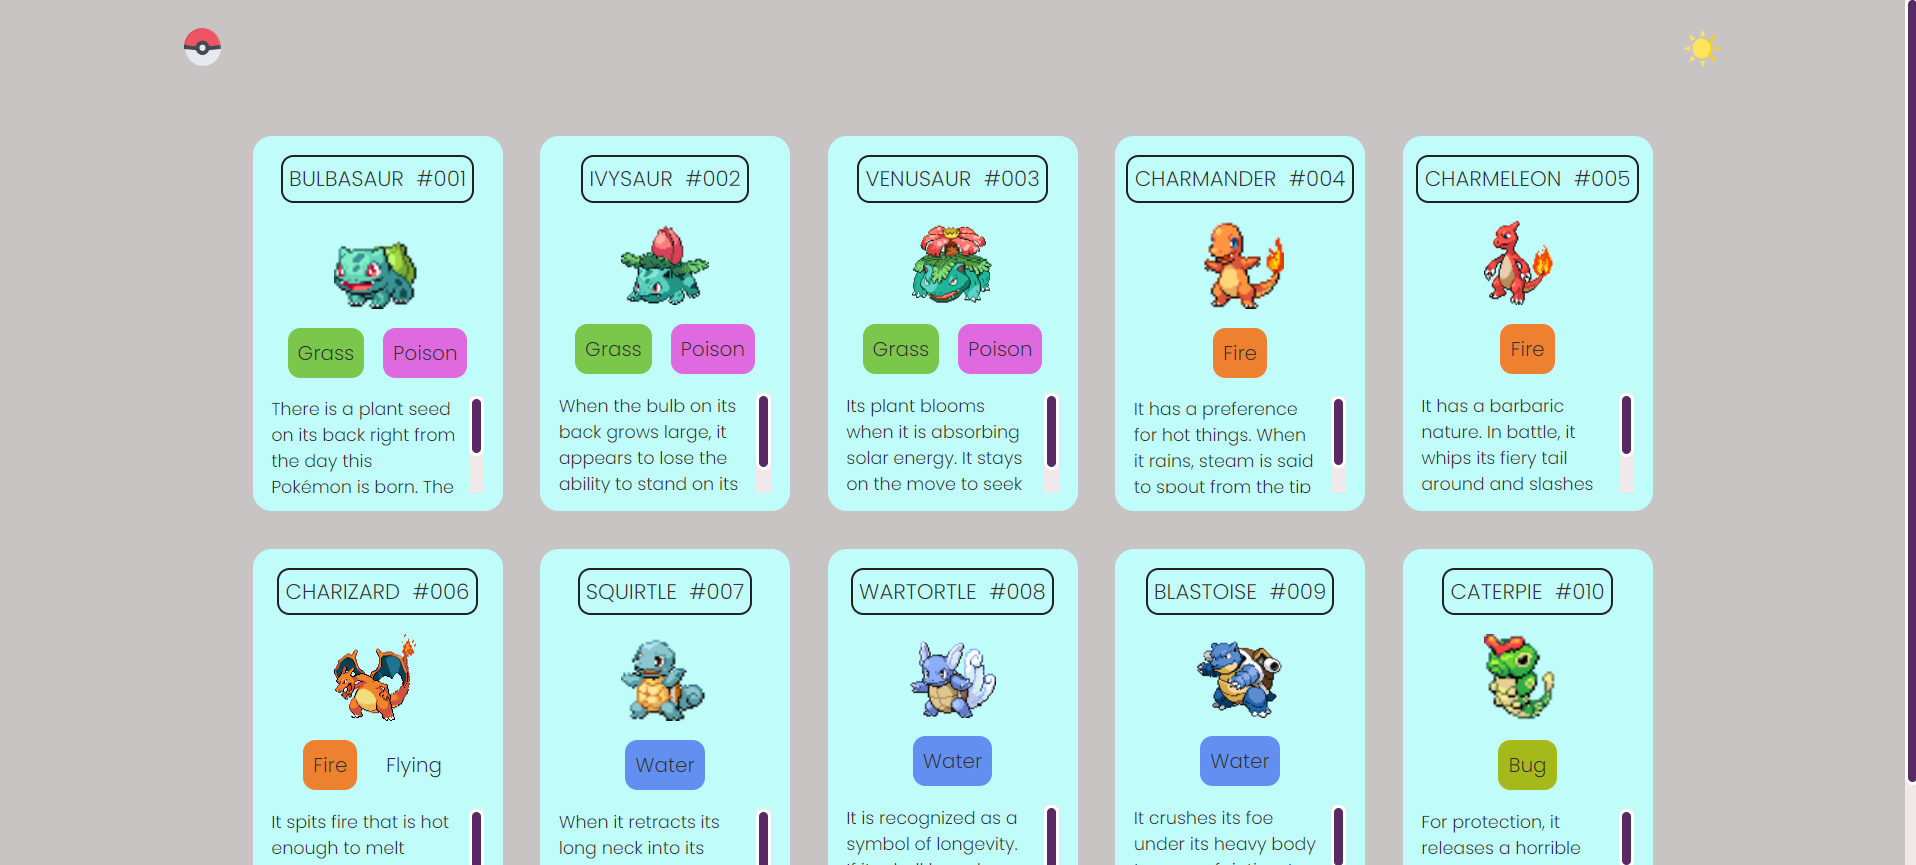 BULBASAUR #001
Grass Poison
There is a plant seed
on its back right from
the day this
Pokémon is born. The
IVYSAUR #002
Grass Poison
When the bulb on its
back grows large, it
appears to lose the
ability to stand on its
VENUSAUR #003
Grass Poison
Its plant blooms
when it is absorbing
solar energy. It stays
on the move to seek
CHARMANDER #004
Fire
It has a preference
for hot things. When
it rains, steam is said
to spout from the tip
CHARMELEON #005
Fire
It has a barbaric
nature. In battle, it
whips its fiery tail
around and slashes
CHARIZARD #006
Fire Flying
It spits fire that is hot
enough to melt
SQUIRTLE #007
Water
When it retracts its
long neck into its
WARTORTLE #008
Water
It is recognized as a
symbol of longevity.
BLASTOISE #009
Water
It crushes its foe
under its heavy body
CATERPIE #010
Bug
For protection, it
releases a horrible